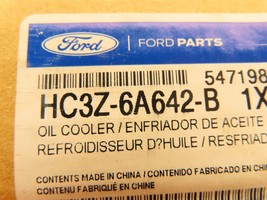 Ford
FORD PARTS
547198
HC3Z-6A642-B 1X
OIL COOLER / ENFRIADOR DE ACEITE
REFROIDISSEUR D?HUILE / RESFRIAD
CONTENTS MADE IN CHINA / CONTENIDO FABRICADO EN CHINA
CONTENU FABRIQUÉ EN CHINE